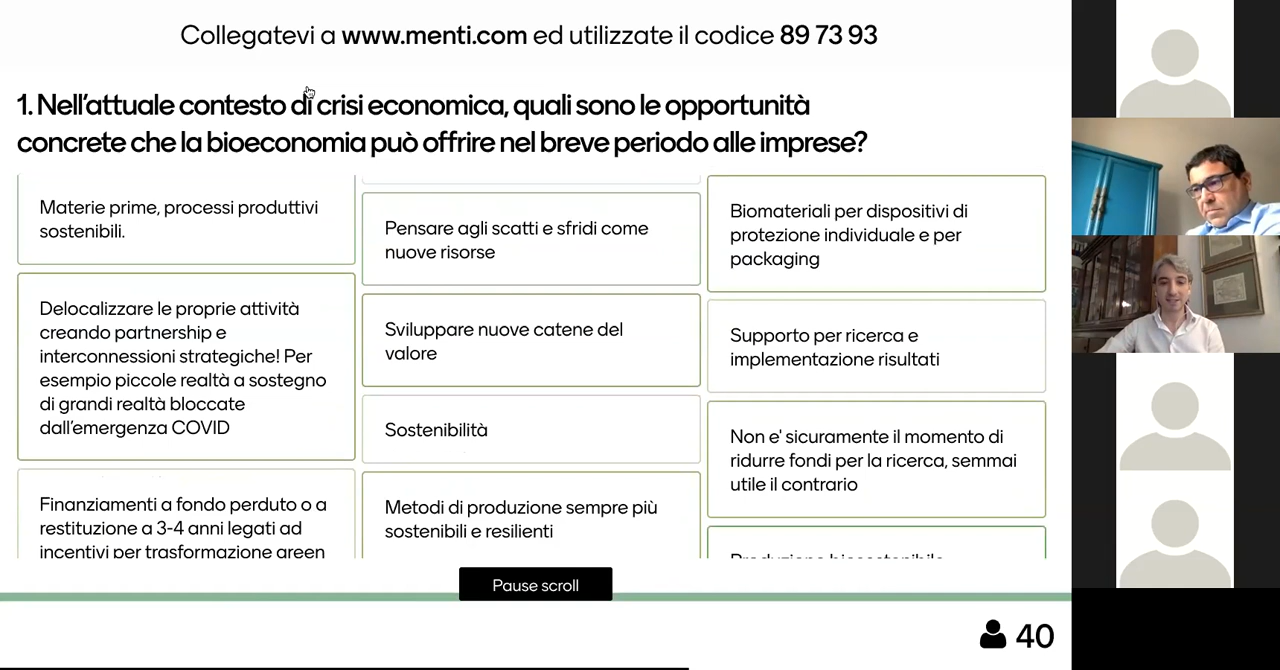 Collegatevi a www.menti.com ed utilizzate il codice 89 73 93
1. Nell'attuale contesto di crisi economica, quali sono le opportunità
concrete che la bioeconomia può offrire nel breve periodo alle imprese?
Materie prime, processi produttivi
sostenibili.
Delocalizzare le proprie attività
creando partnership e
interconnessioni strategiche! Per
esempio piccole realtà a sostegno
di grandi realtà bloccate
dall'emergenza COVID
Finanziamenti a fondo perduto o a
restituzione a 3-4 anni legati ad
incentivi per trasformazione green
Pensare agli scatti e sfridi come
nuove risorse
Sviluppare nuove catene del
valore
Sostenibilità
Metodi di produzione sempre più
sostenibili e resilienti
Biomateriali per dispositivi di
protezione individuale e per
packaging
Supporto per ricerca e
implementazione risultati
Non e' sicuramente il momento di
ridurre fondi per la ricerca, semmai
utile il contrario
Produzione biosostenibile
Pause scroll
40